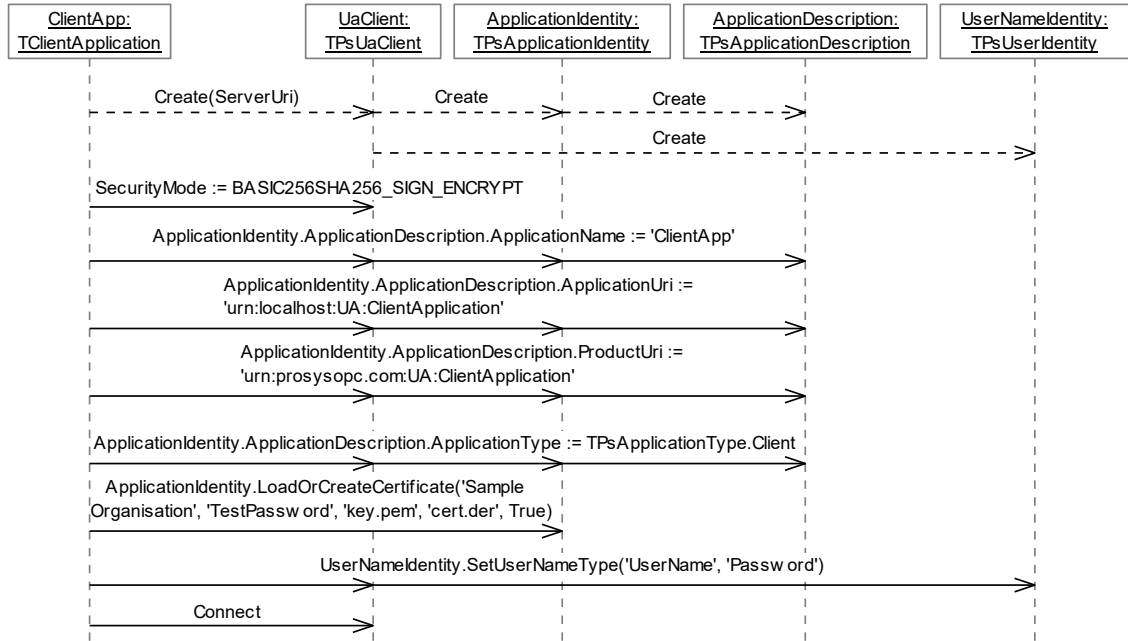 ClientApp:
TClientApplication
UaClient:
TPsUaClient
ApplicationIdentity:
TPsApplicationIdentity
ApplicationDescription:
TPsApplicationDescription
UserNameIdentity:
TPsUserIdentity
Create(ServerUri)
Create
Create
Create
SecurityMode := BASIC256SHA256_SIGN_ENCRYPT
ApplicationIdentity.ApplicationDescription.ApplicationName := 'ClientApp'
ApplicationIdentity.ApplicationDescription.ApplicationUri :=
'urn:localhost:UA:ClientApplication'
ApplicationIdentity.ApplicationDescription.ProductUri :=
'urn:prosysopc.com:UA:ClientApplication'
ApplicationIdentity.ApplicationDescription.ApplicationType := TPsApplicationType.Client
ApplicationIdentity.LoadOrCreateCertificate('Sample
Organisation', 'TestPassword', 'key.pem', 'cert.der', True)
UserNameIdentity.SetUserNameType('UserName', 'Password')
Connect